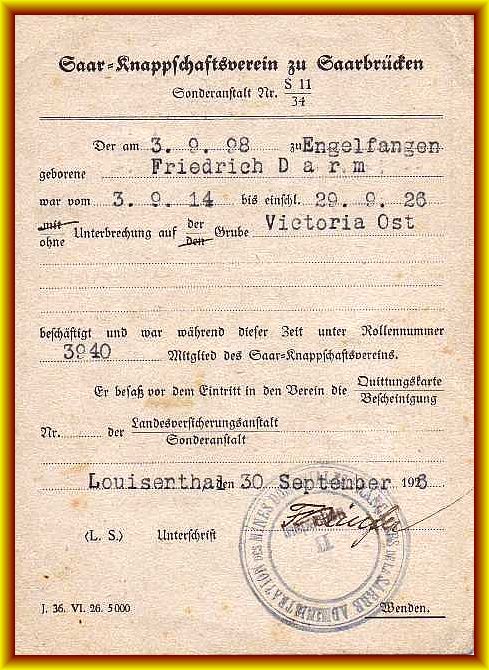 Saar-Knappschaftsverein zu Saarbrücken
Sonderanstalt Nr. S 11
34
Der am 3. 9. 98 zu Engelfangen
geborene Friedrich D a r m
war vom 3. 9. 14 bis einschl. 29. 9. 26
mit
ohne Unterbrechung auf der
den Grube Victoria Ost
beschäftigt und war während dieser Zeit unter Rollennummer
3940 Mitglied des Saar-Knappschaftsvereins.
Er besaß vor dem Eintritt in den Verein die Quittungskarte
Bescheinigung
Nr. der Landesversicherungsanstalt
Sonderanstalt
Louisenthal den 30 September 1926
(L. S.) Unterschrift
ADMINISTRATION DES MINES
J. 36. VI. 26. 5000
Wenden.